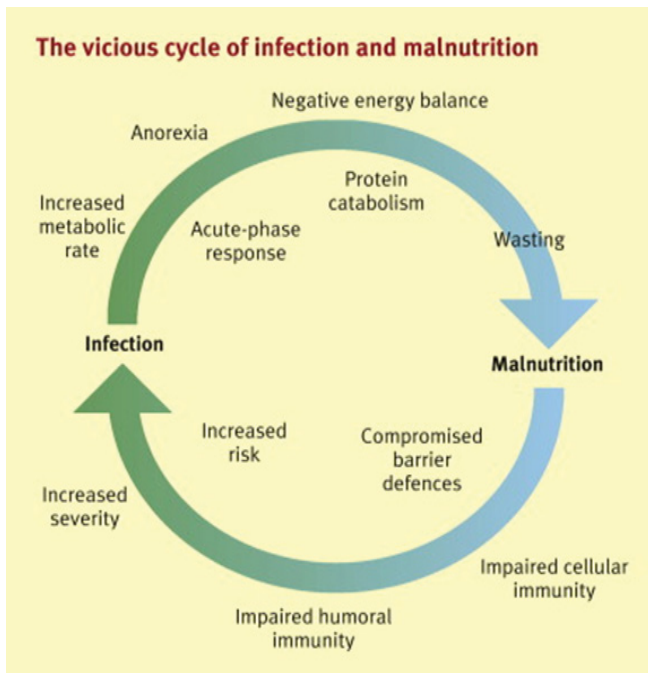 The vicious cycle of infection and malnutrition
Negative energy balance
Anorexia
Protein
catabolism
Increased
metabolic
rate
Acute-phase
response
Wasting
Infection
Malnutrition
Increased
risk
Compromised
barrier
defences
Increased
severity
Impaired cellular
immunity
Impaired humoral
immunity